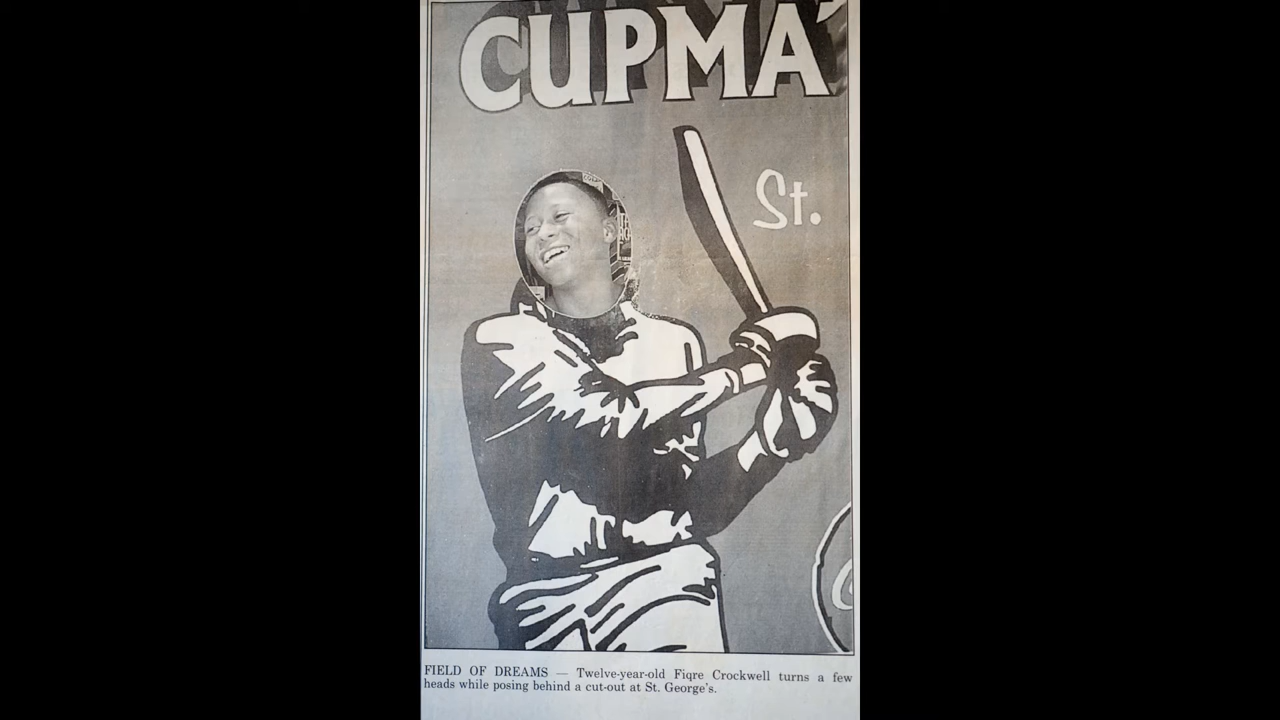 CUPMA
St.
FIELD OF DREAMS — Twelve-year-old Fiqre Crockwell turns a few
heads while posing behind a cut-out at St. George's.